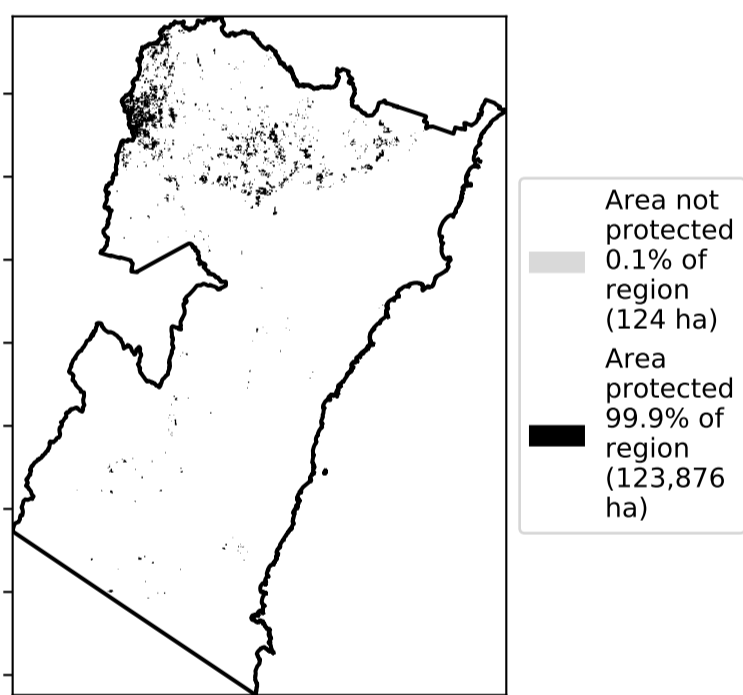 Area not
protected
0.1% of
region
(124 ha)
Area
protected
99.9% of
region
(123,876
ha)